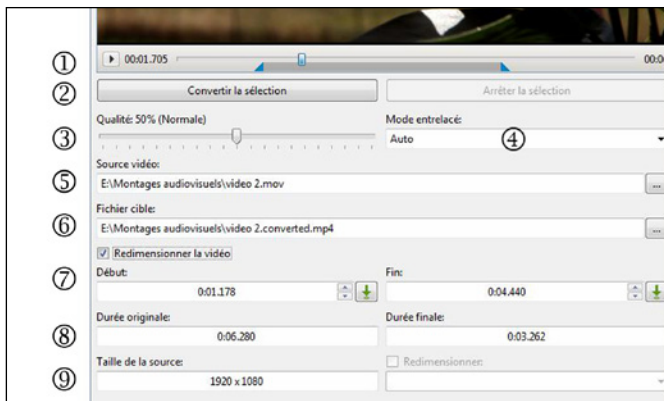 ① 00:01.705 00:0
② Convertir la sélection Arrêter la sélection
Qualité: 50% (Normale) Mode entrelacé:
③ Auto ④
Source vidéo:
⑤ E:\Montages audiovisuels\video 2.mov ...
Fichier cible:
⑥ E:\Montages audiovisuels\video 2.converted.mp4 ...
Redimensionner la vidéo
⑦ Début: Fin:
0:01.178 0:04.440
Durée originale: Durée finale:
⑧ 0:06.280 0:03.262
Taille de la source: Redimensionner:
⑨ 1920 x 1080